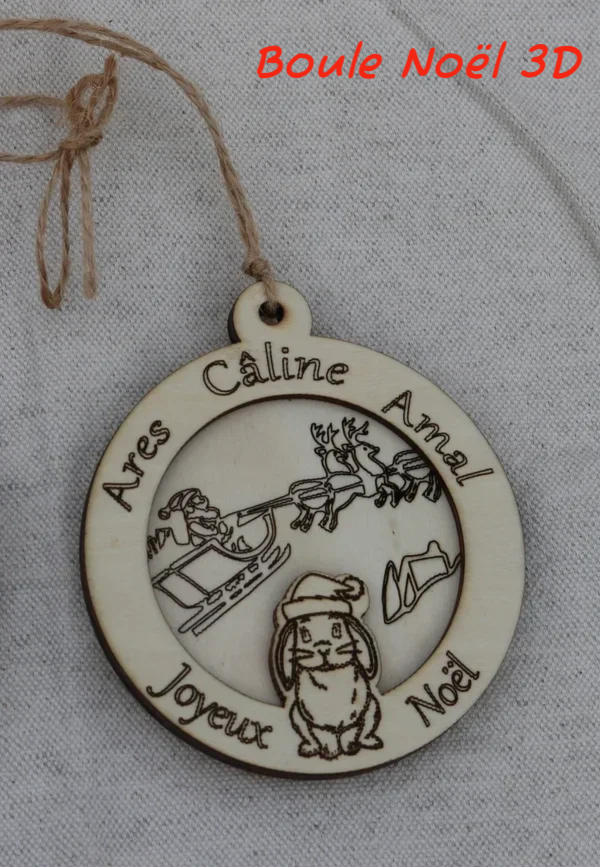 Boule Noël 3D
Ares Câline Amal
Joyeux Noël